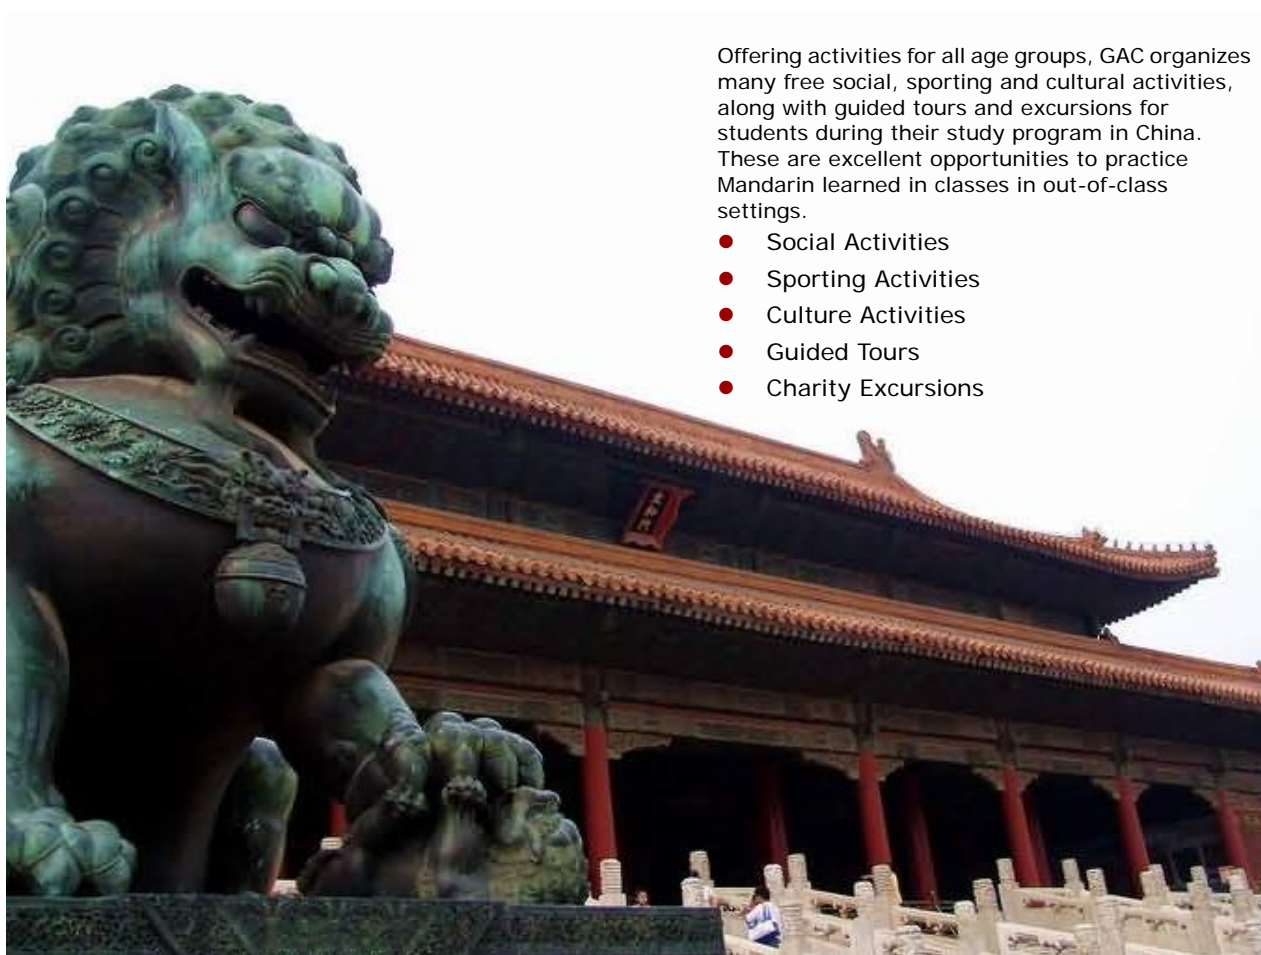 Offering activities for all age groups, GAC organizes
many free social, sporting and cultural activities,
along with guided tours and excursions for
students during their study program in China.
These are excellent opportunities to practice
Mandarin learned in classes in out-of-class
settings.
● Social Activities
● Sporting Activities
● Culture Activities
● Guided Tours
● Charity Excursions